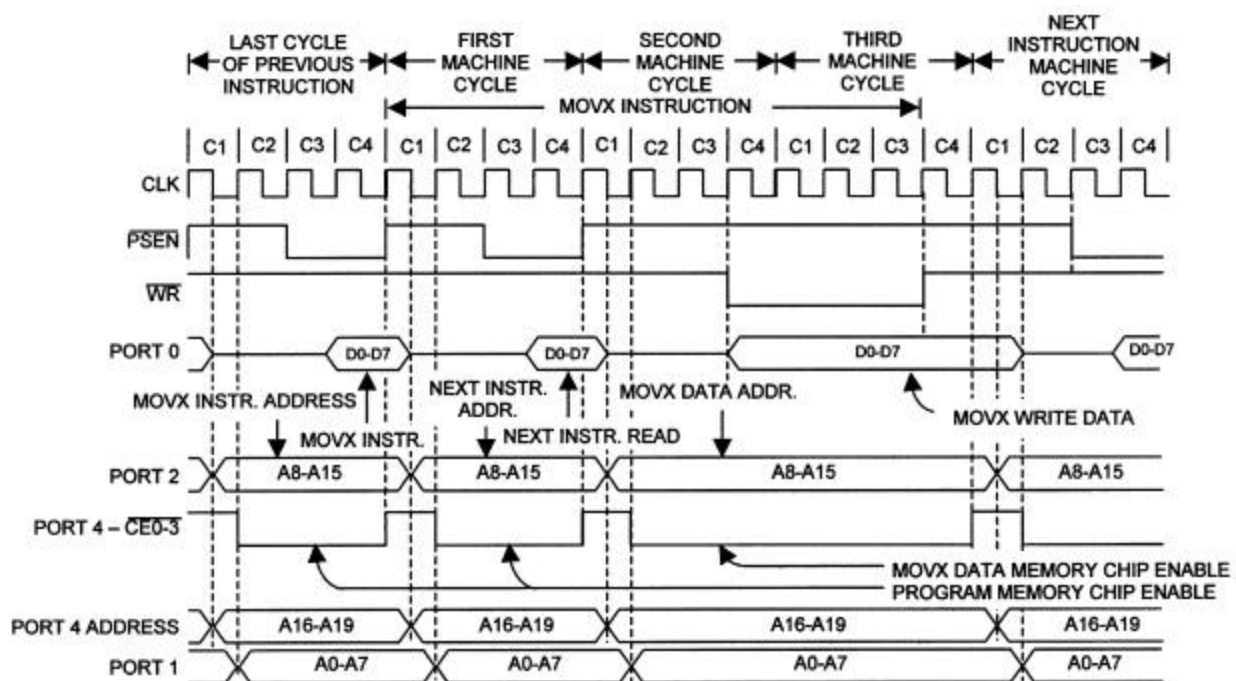 LAST CYCLE OF PREVIOUS INSTRUCTION
FIRST MACHINE CYCLE
SECOND MACHINE CYCLE
THIRD MACHINE CYCLE
NEXT INSTRUCTION MACHINE CYCLE
MOVX INSTRUCTION
C1 C2 C3 C4 C1 C2 C3 C4 C1 C2 C3 C4 C1 C2 C3 C4 C1 C2 C3 C4
CLK
PSEN
WR
PORT 0 D0-D7 D0-D7 D0-D7 D0-D7
MOVX INSTR. ADDRESS
MOVX INSTR.
NEXT INSTR. ADDR.
NEXT INSTR. READ
MOVX DATA ADDR.
MOVX WRITE DATA
PORT 2 A8-A15 A8-A15 A8-A15 A8-A15
PORT 4 – CE0-3
MOVX DATA MEMORY CHIP ENABLE
PROGRAM MEMORY CHIP ENABLE
PORT 4 ADDRESS A16-A19 A16-A19 A16-A19 A16-A19
PORT 1 A0-A7 A0-A7 A0-A7 A0-A7